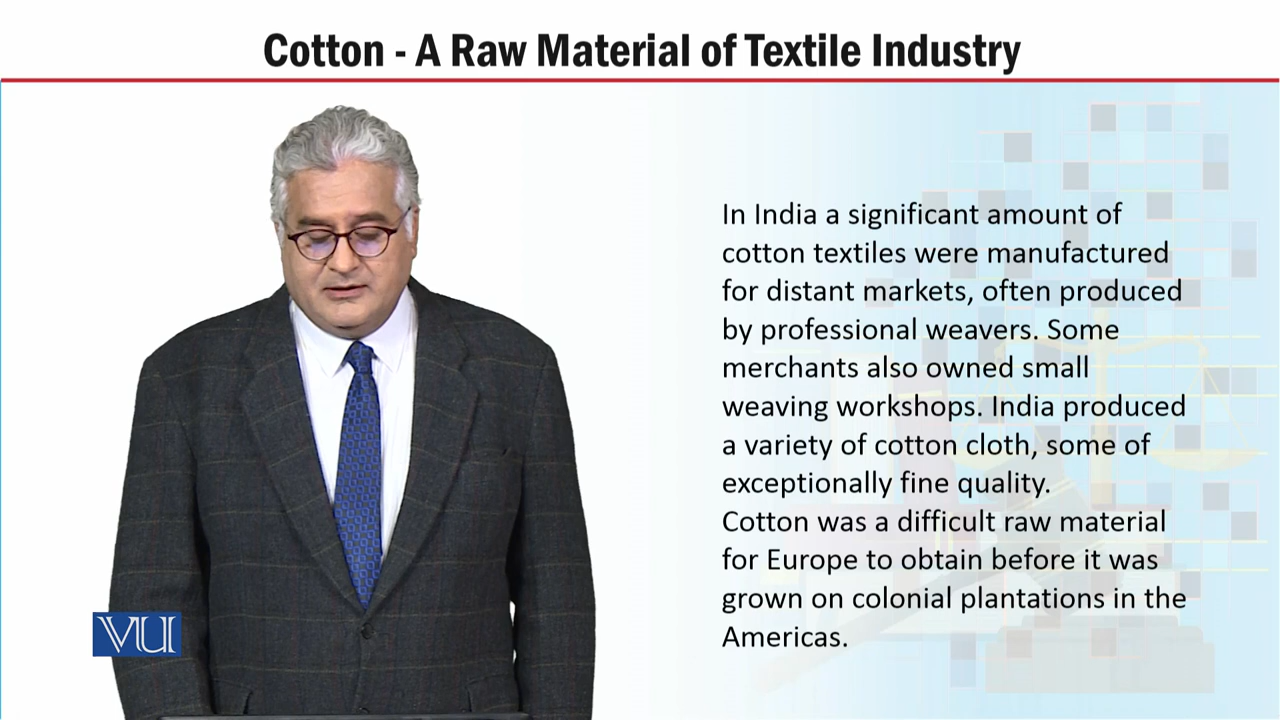 Cotton - A Raw Material of Textile Industry
In India a significant amount of
cotton textiles were manufactured
for distant markets, often produced
by professional weavers. Some
merchants also owned small
weaving workshops. India produced
a variety of cotton cloth, some of
exceptionally fine quality.
Cotton was a difficult raw material
for Europe to obtain before it was
grown on colonial plantations in the
Americas.
VU